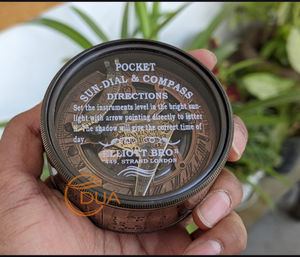 POCKET
SUN-DIAL & COMPASS
DIRECTIONS
Set the instruments level in the bright sun-
light with arrow pointing directly to letter
N. The shadow will give the correct time of
day
ELLIOTT BROS
449, STRAND LONDON
DUA